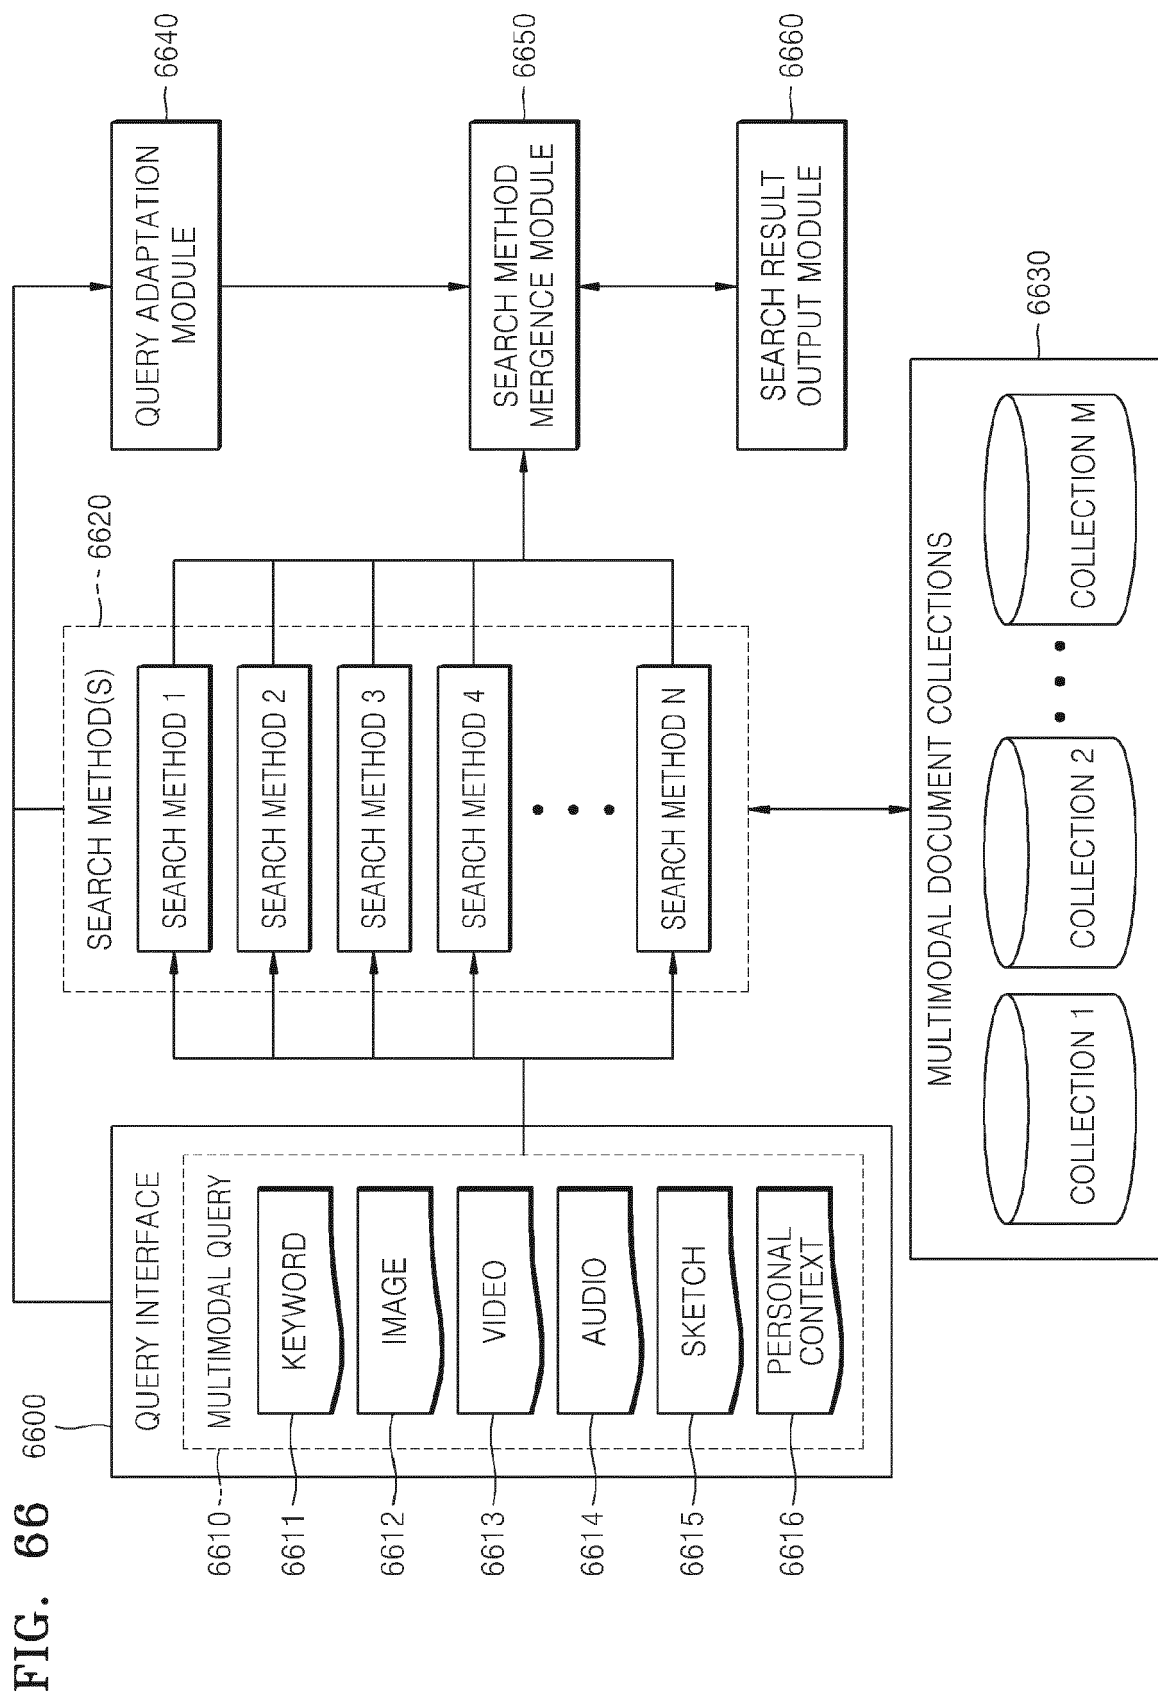 FIG. 66
6600
QUERY INTERFACE
6610
MULTIMODAL QUERY
6611
KEYWORD
6612
IMAGE
6613
VIDEO
6614
AUDIO
6615
SKETCH
6616
PERSONAL
CONTEXT
6620
SEARCH METHOD(S)
SEARCH METHOD 1
SEARCH METHOD 2
SEARCH METHOD 3
SEARCH METHOD 4
SEARCH METHOD N
6640
QUERY ADAPTATION
MODULE
6650
SEARCH METHOD
MERGENCE MODULE
6660
SEARCH RESULT
OUTPUT MODULE
6630
MULTIMODAL DOCUMENT COLLECTIONS
COLLECTION 1
COLLECTION 2
COLLECTION M